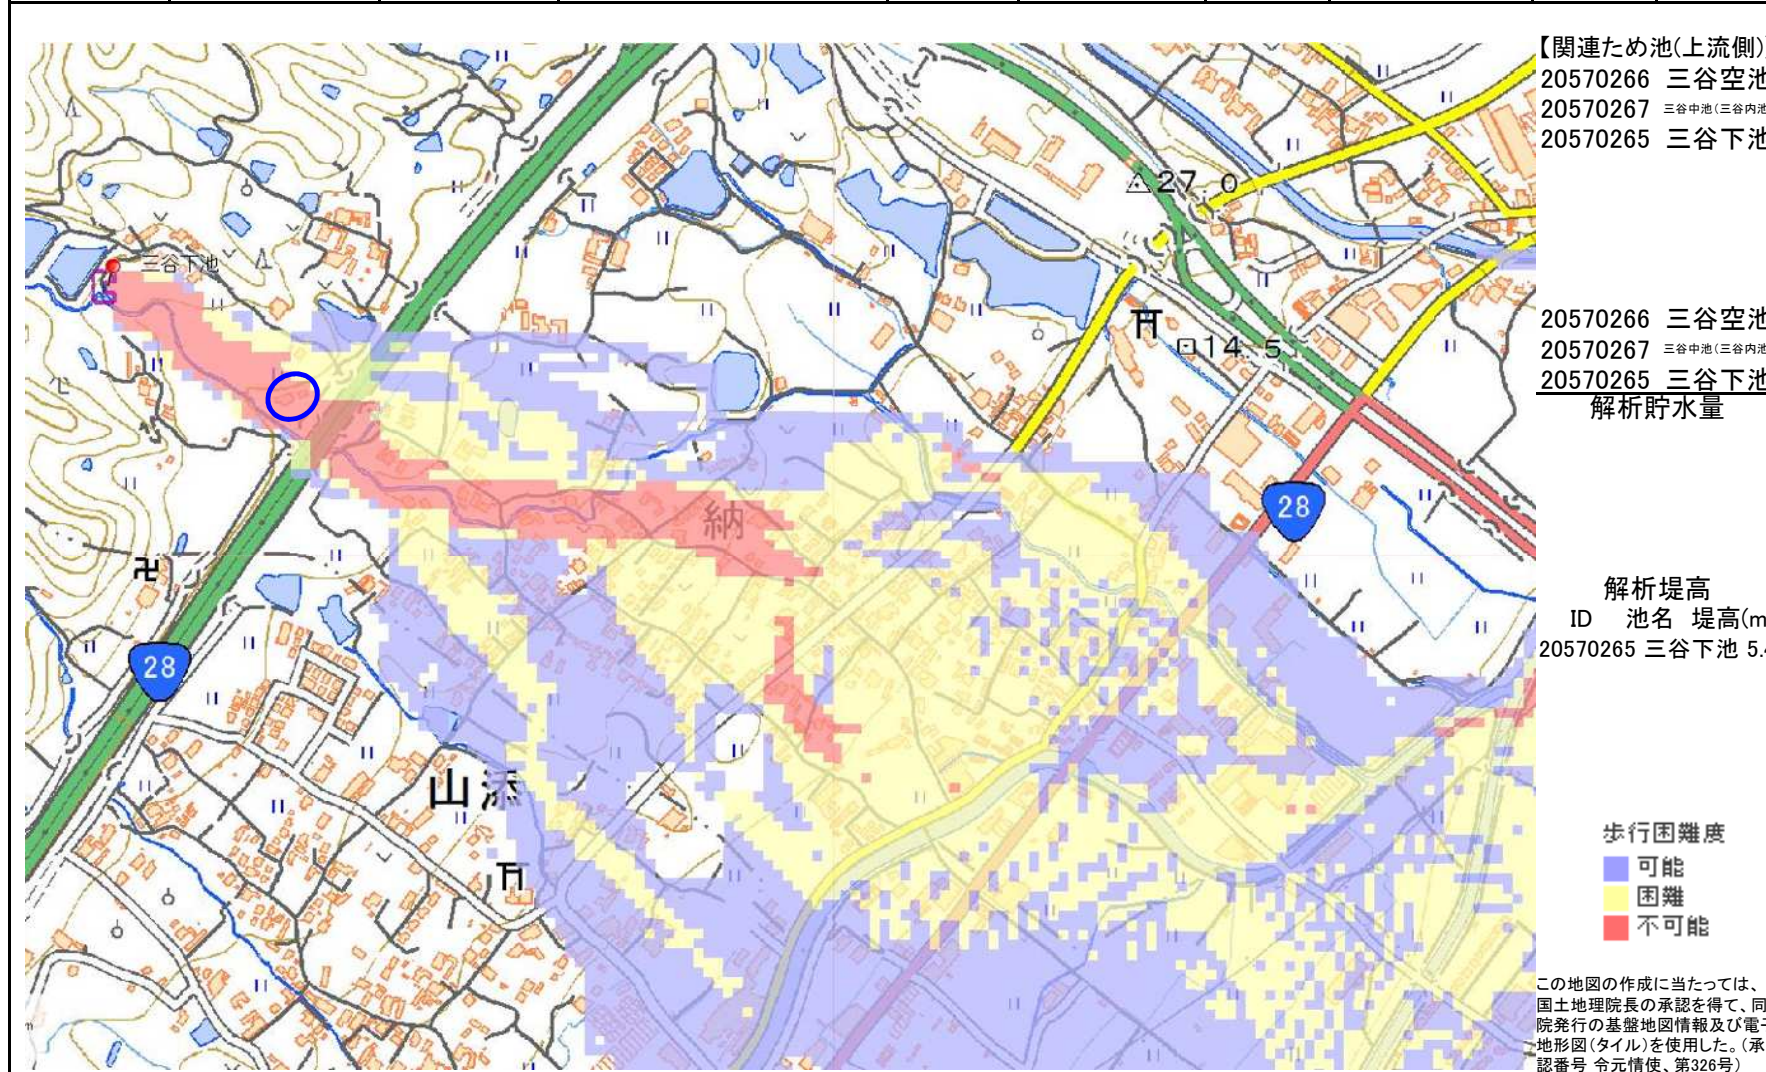 【関連ため池(上流側)】
20570266 三谷空池
20570267 三谷中池(三谷内池
20570265 三谷下池
三谷下池
27.0
14.5
20570266 三谷空池
20570267 三谷中池(三谷内池
20570265 三谷下池
解析貯水量
28
納
解析堤高
ID 池名 堤高(m
20570265 三谷下池 5.4
28
山添
歩行困難度
可能
困難
不可能
この地図の作成に当たっては、
国土地理院長の承認を得て、同
院発行の基盤地図情報及び電子
地形図(タイル)を使用した。(承
認番号 令元情使、第326号)